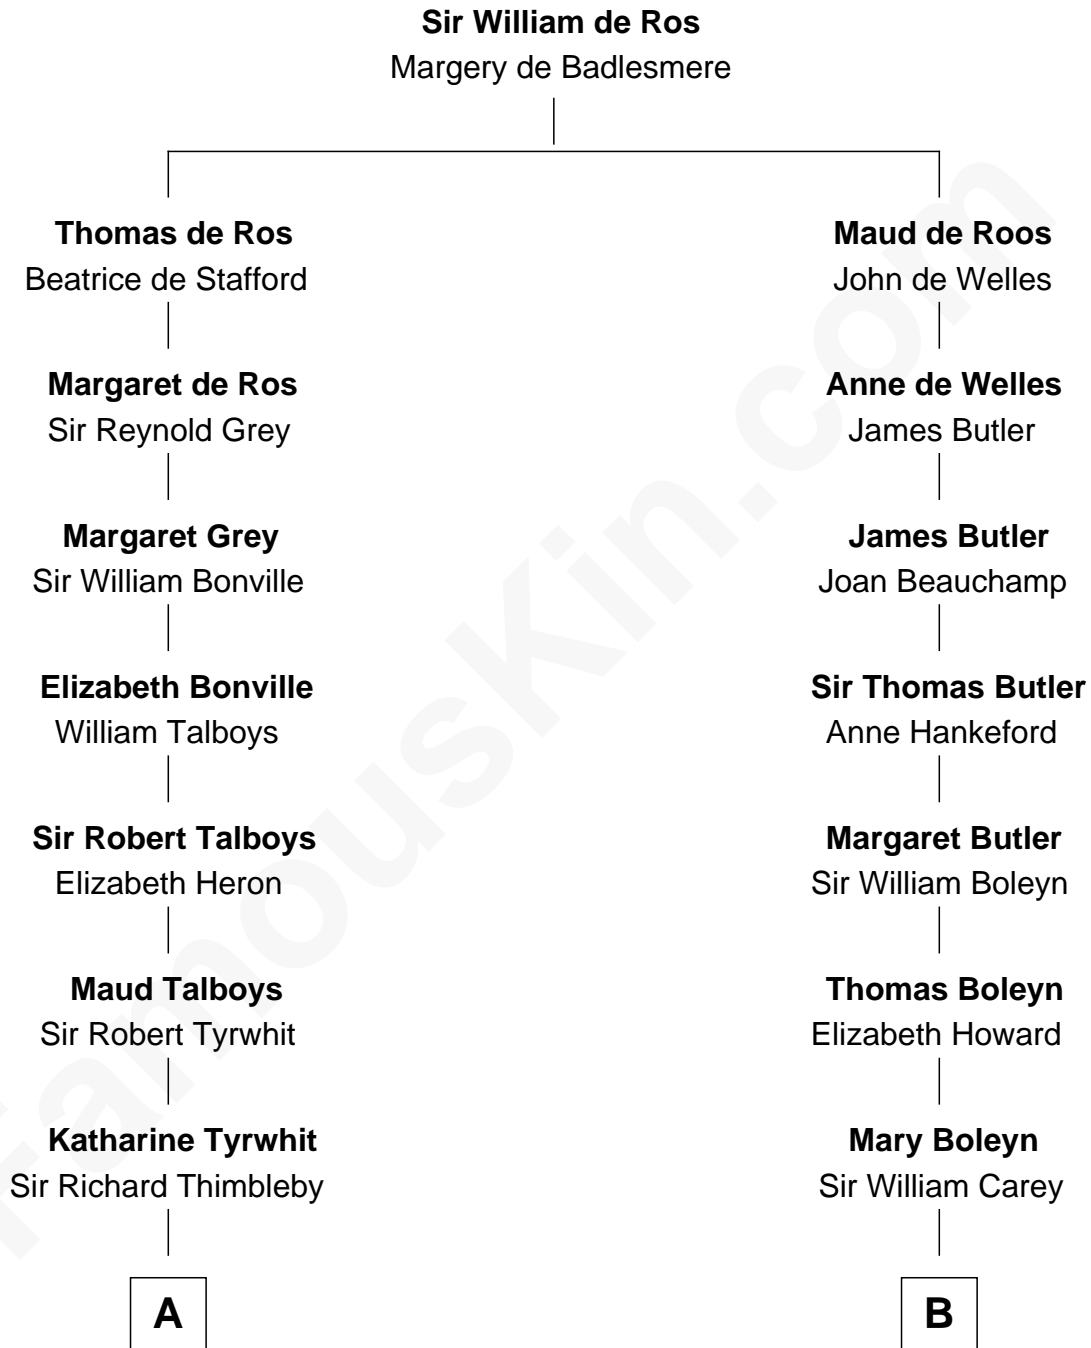 Sir William de Ros
Margery de Badlesmere
Thomas de Ros
Beatrice de Stafford
Margaret de Ros
Sir Reynold Grey
Margaret Grey
Sir William Bonville
Elizabeth Bonville
William Talboys
Sir Robert Talboys
Elizabeth Heron
Maud Talboys
Sir Robert Tyrwhit
Katharine Tyrwhit
Sir Richard Thimbleby
A
Maud de Roos
John de Welles
Anne de Welles
James Butler
James Butler
Joan Beauchamp
Sir Thomas Butler
Anne Hankeford
Margaret Butler
Sir William Boleyn
Thomas Boleyn
Elizabeth Howard
Mary Boleyn
Sir William Carey
B
FamousKin.com